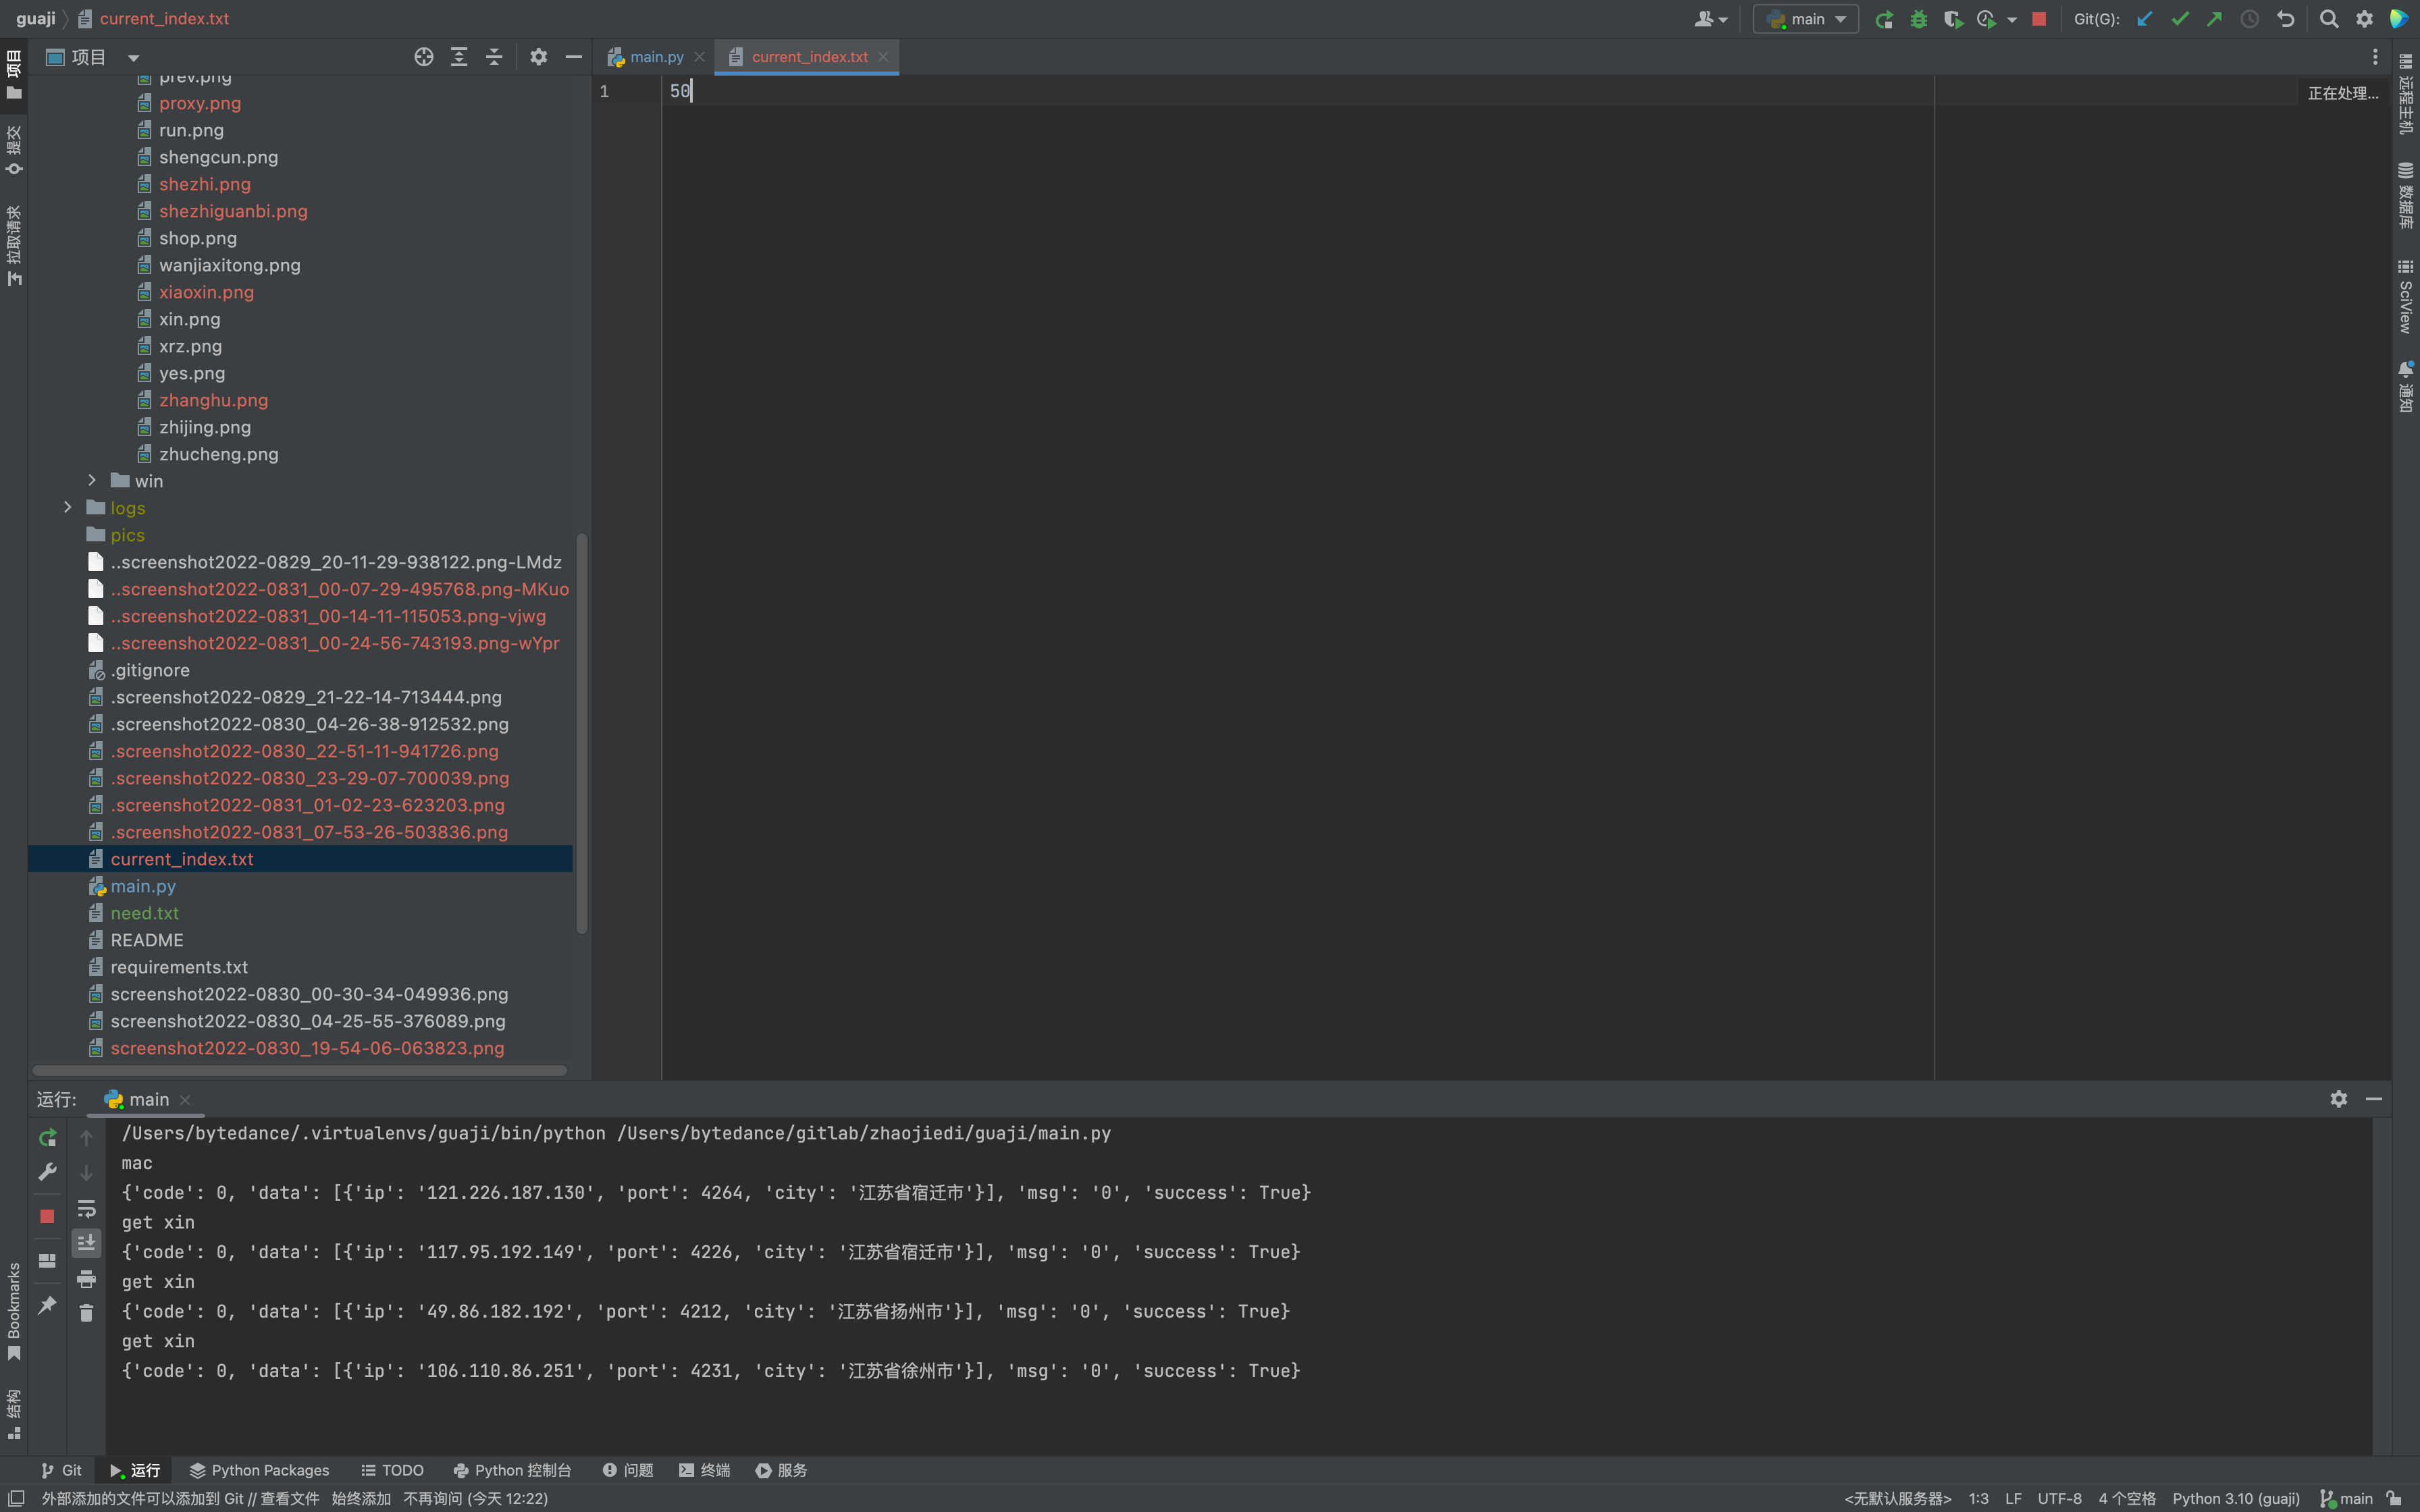 guaji
current_index.txt
main
Git(G):
项目
main.py
current_index.txt
prev.png
proxy.png
run.png
shengcun.png
shezhi.png
shezhiguanbi.png
shop.png
wanjiaxitong.png
xiaoxin.png
xin.png
xrz.png
yes.png
zhanghu.png
zhijing.png
zhucheng.png
win
logs
pics
..screenshot2022-0829_20-11-29-938122.png-LMdz
..screenshot2022-0831_00-07-29-495768.png-MKuo
..screenshot2022-0831_00-14-11-115053.png-vjwg
..screenshot2022-0831_00-24-56-743193.png-wYpr
.gitignore
.screenshot2022-0829_21-22-14-713444.png
.screenshot2022-0830_04-26-38-912532.png
.screenshot2022-0830_22-51-11-941726.png
.screenshot2022-0830_23-29-07-700039.png
.screenshot2022-0831_01-02-23-623203.png
.screenshot2022-0831_07-53-26-503836.png
current_index.txt
main.py
need.txt
README
requirements.txt
screenshot2022-0830_00-30-34-049936.png
screenshot2022-0830_04-25-55-376089.png
screenshot2022-0830_19-54-06-063823.png
1
50
正在处理...
项目
提交
拉取请求
Bookmarks
结构
远程主机
数据库
SciView
通知
运行:
main
/Users/bytedance/.virtualenvs/guaji/bin/python /Users/bytedance/gitlab/zhaojiedi/guaji/main.py
mac
{'code': 0, 'data': [{'ip': '121.226.187.130', 'port': 4264, 'city': '江苏省宿迁市'}], 'msg': '0', 'success': True}
get xin
{'code': 0, 'data': [{'ip': '117.95.192.149', 'port': 4226, 'city': '江苏省宿迁市'}], 'msg': '0', 'success': True}
get xin
{'code': 0, 'data': [{'ip': '49.86.182.192', 'port': 4212, 'city': '江苏省扬州市'}], 'msg': '0', 'success': True}
get xin
{'code': 0, 'data': [{'ip': '106.110.86.251', 'port': 4231, 'city': '江苏省徐州市'}], 'msg': '0', 'success': True}
Git
运行
Python Packages
TODO
Python 控制台
问题
终端
服务
外部添加的文件可以添加到 Git // 查看文件 始终添加 不再询问 (今天 12:22)
<无默认服务器>
1:3
LF
UTF-8
4 个空格
Python 3.10 (guaji)
main